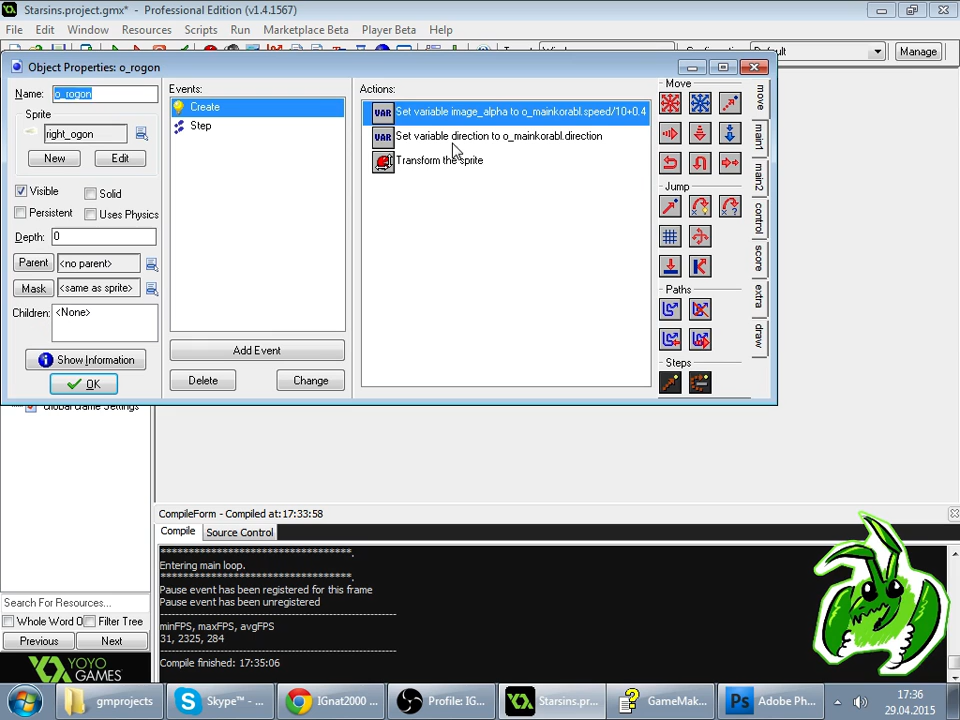 Starsins.project.gmx* - Professional Edition (v1.4.1567)
File Edit Window Resources Scripts Run Marketplace Beta Player Beta Help
Default Manage
Object Properties: o_rogon
Name: o_rogon
Sprite
right_ogon
New Edit
Visible Solid
Persistent Uses Physics
Depth: 0
Parent <no parent>
Mask <same as sprite>
Children: <None>
Show Information
OK
Events:
Create
Step
Add Event
Delete Change
Actions:
Set variable image_alpha to o_mainkorabl.speed/10+0.4
Set variable direction to o_mainkorabl.direction
Transform the sprite
Move
Jump
Paths
Steps
move
main1
main2
control
score
extra
draw
Global Game Settings
Search For Resources...
Whole Word O Filter Tree
Previous Next
YOYO
GAMES
CompileForm - Compiled at:17:33:58
Compile Source Control
***********************************.
Entering main loop.
***********************************.
Pause event has been registered for this frame
Pause event has been unregistered
minFPS, maxFPS, avgFPS
31, 2325, 284
Compile finished: 17:35:06
gmprojects
Skype™ - ...
IGnat2000 ...
Profile: IG...
Starsins.pr...
GameMak...
Adobe Ph...
17:36
29.04.2015